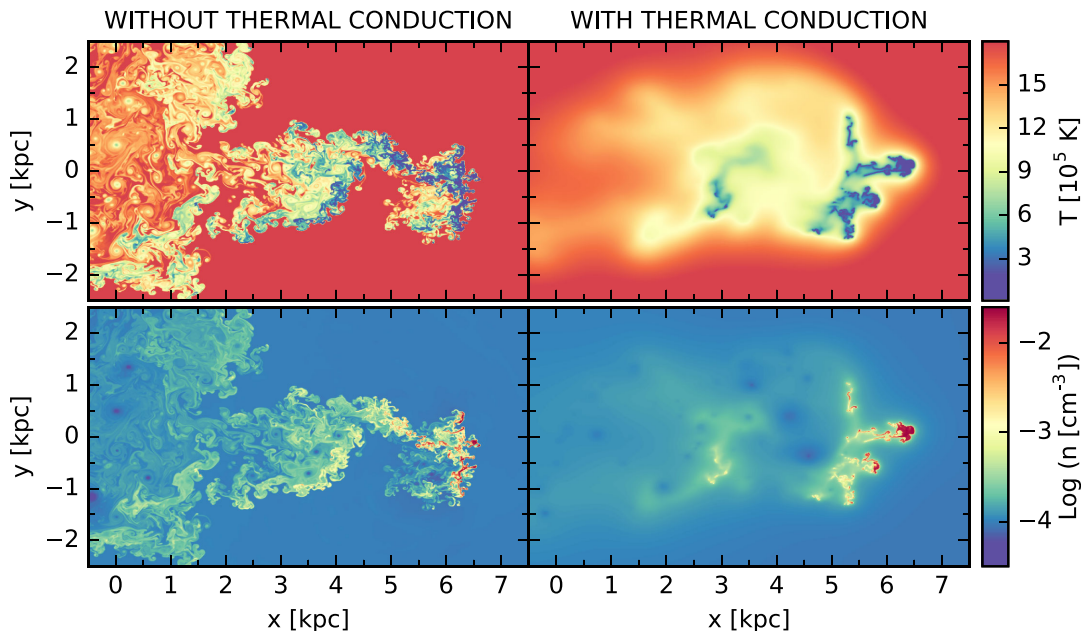 WITHOUT THERMAL CONDUCTION
WITH THERMAL CONDUCTION
2
1
0
−1
−2
y [kpc]
15
12
9
6
3
T [10⁵ K]
2
1
0
−1
−2
y [kpc]
−2
−3
−4
Log (n [cm⁻³])
0 1 2 3 4 5 6 7
0 1 2 3 4 5 6 7
x [kpc]
x [kpc]